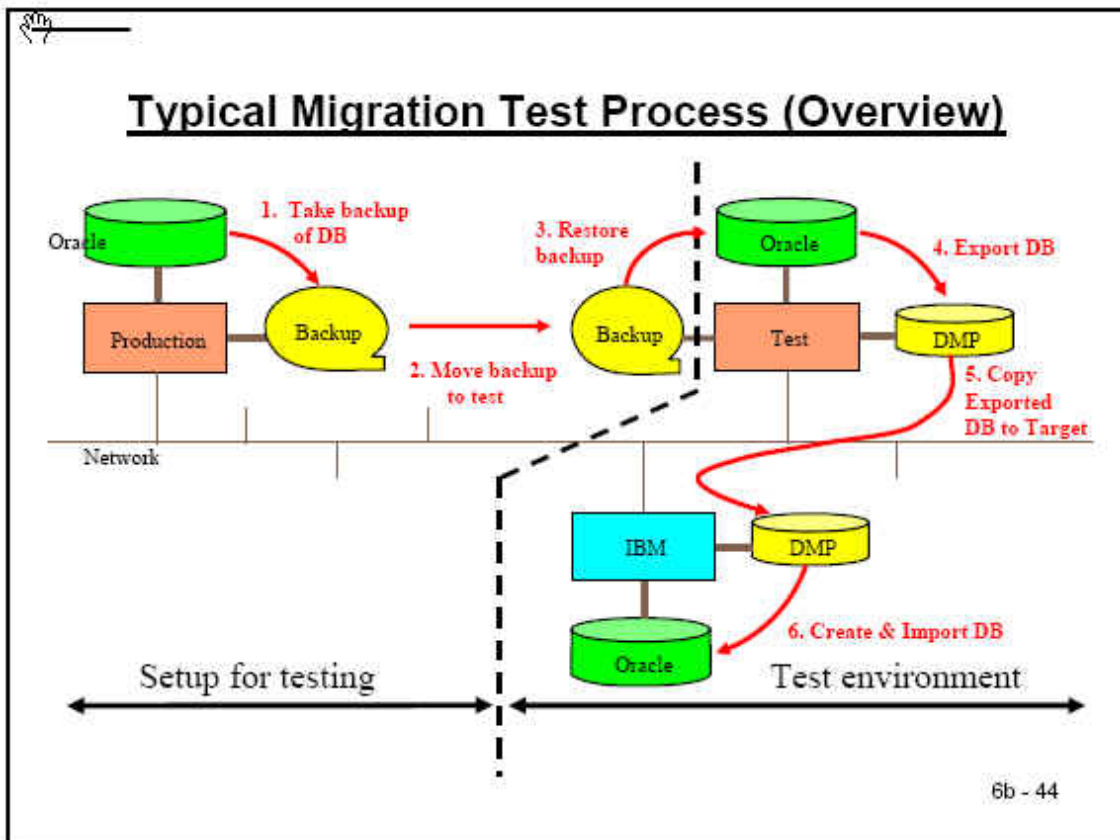 Typical Migration Test Process (Overview)
Oracle
1. Take backup
of DB
3. Restore
backup
Oracle
4. Export DB
Production
Backup
2. Move backup
to test
Backup
Test
DMP
5. Copy
Exported
DB to Target
Network
IBM
DMP
6. Create & Import DB
Oracle
Setup for testing
Test environment
6b - 44